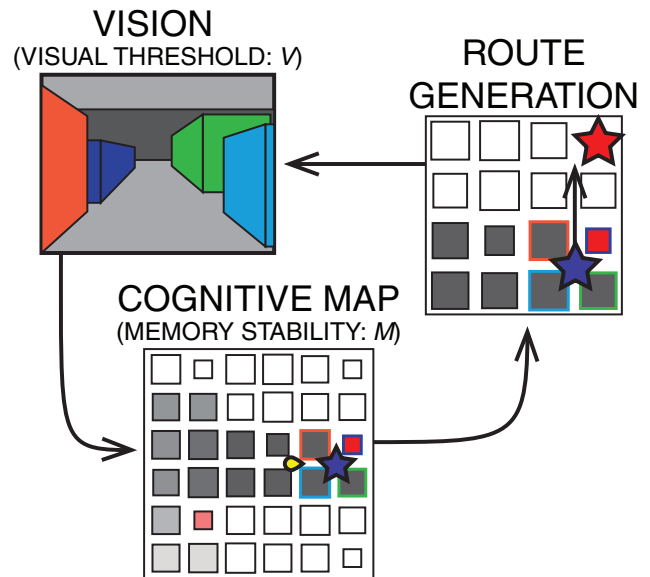 VISION
(VISUAL THRESHOLD: V)
ROUTE
GENERATION
COGNITIVE MAP
(MEMORY STABILITY: M)